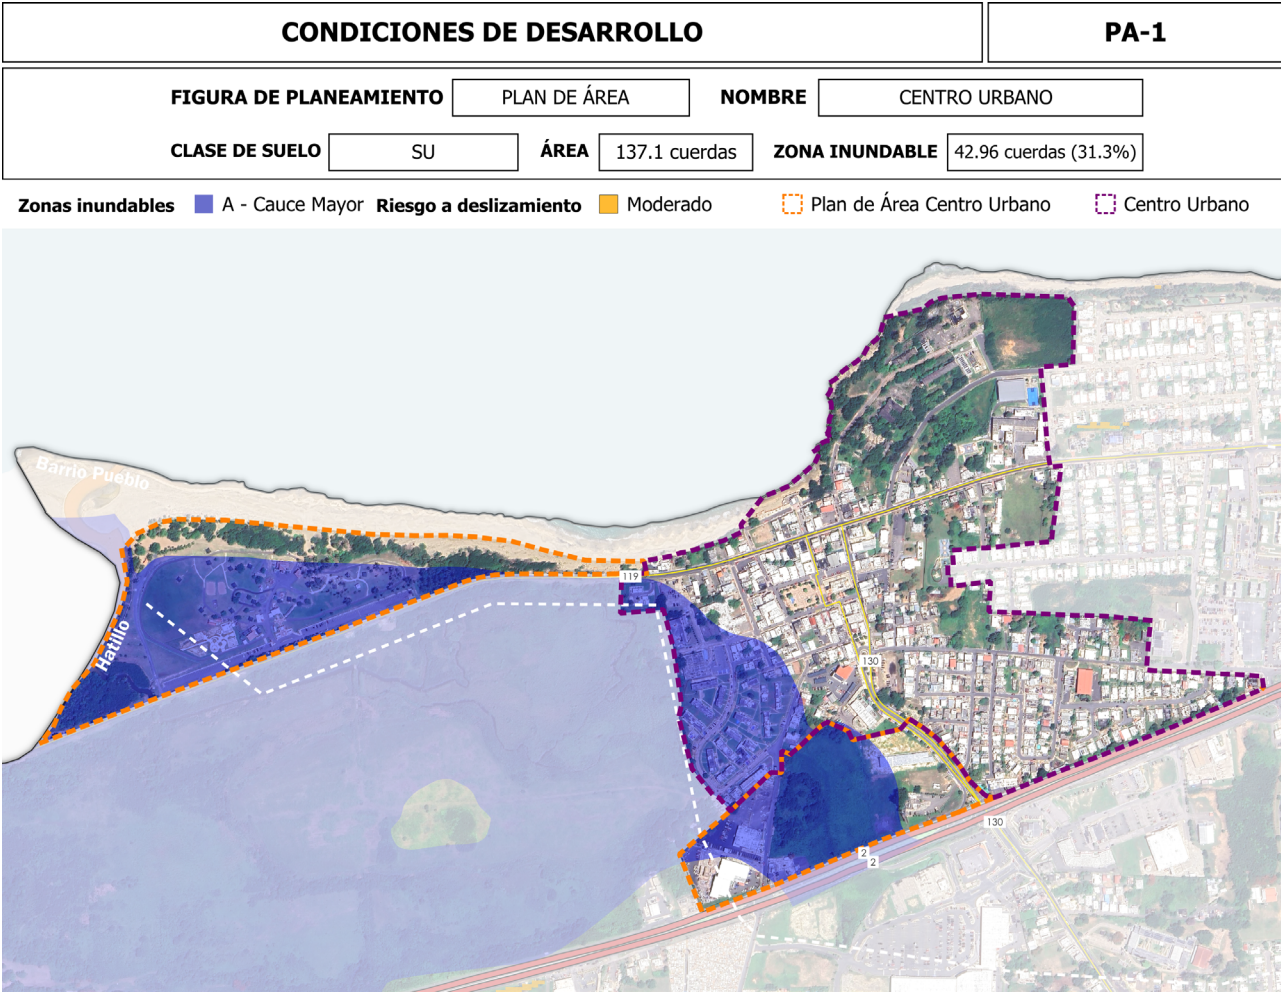 CONDICIONES DE DESARROLLO PA-1
FIGURA DE PLANEAMIENTO PLAN DE ÁREA NOMBRE CENTRO URBANO
CLASE DE SUELO SU ÁREA 137.1 cuerdas ZONA INUNDABLE 42.96 cuerdas (31.3%)
Zonas inundables A - Cauce Mayor Riesgo a deslizamiento Moderado Plan de Área Centro Urbano Centro Urbano
Barrio Pueblo
119
Hatillo
130
130
2
2